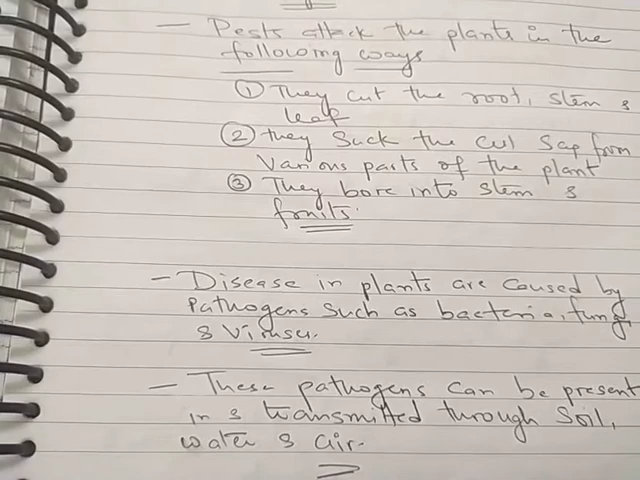 - Pests attack the plants in the
following ways
① They cut the root, stem &
leaf
② they suck the cell sap from
various parts of the plant
③ They bore into stem &
fruits.
- Disease in plants are caused by
pathogens such as bacteria, fungi
& viruses.
- These pathogens can be present
in & transmitted through soil,
water & air.